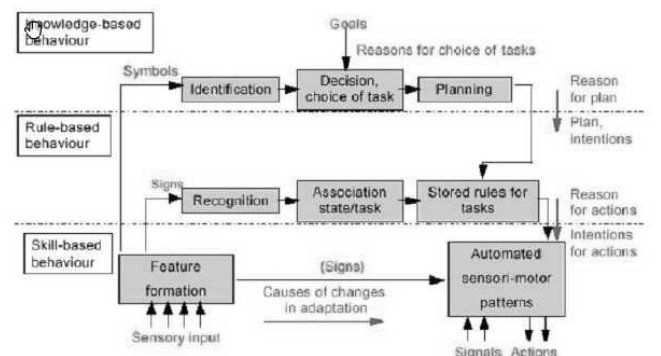 Knowledge-based
behaviour
Goals
Reasons for choice of tasks
Symbols
Identification
Decision,
choice of task
Planning
Reason
for plan
Rule-based
behaviour
Plan,
intentions
Signs
Recognition
Association
state/task
Stored rules for
tasks
Reason
for actions
Skill-based
behaviour
Intentions
for actions
Feature
formation
(Signs)
Causes of changes
in adaptation
Automated
sensori-motor
patterns
Sensory input
Signals
Actions